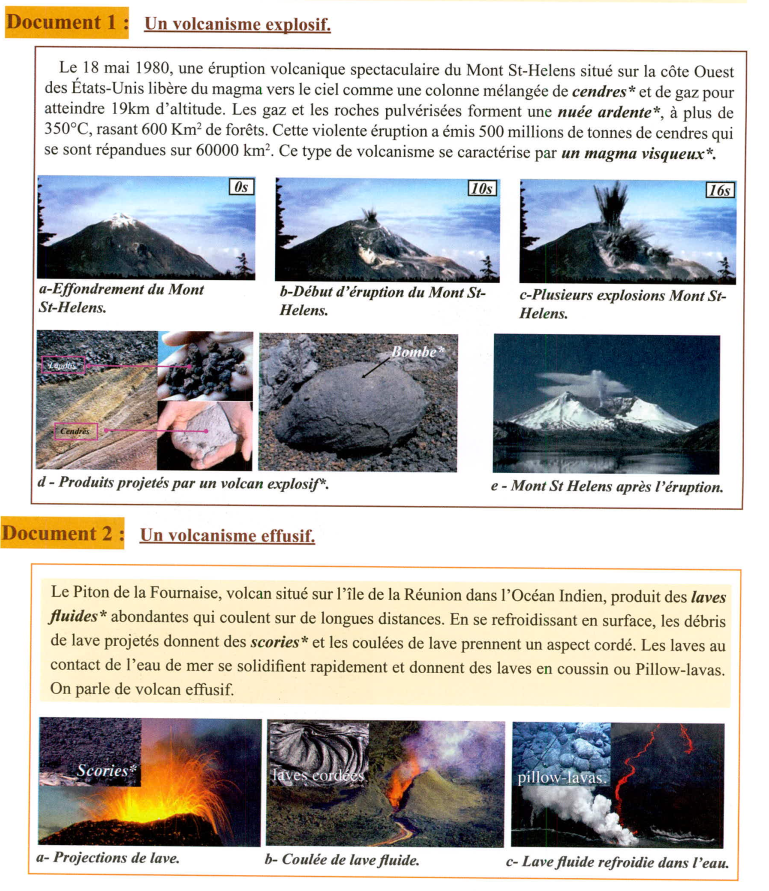 Document 1 : Un volcanisme explosif.
Le 18 mai 1980, une éruption volcanique spectaculaire du Mont St-Helens situé sur la côte Ouest
des États-Unis libère du magma vers le ciel comme une colonne mélangée de cendres* et de gaz pour
atteindre 19km d'altitude. Les gaz et les roches pulvérisées forment une nuée ardente*, à plus de
350°C, rasant 600 Km² de forêts. Cette violente éruption a émis 500 millions de tonnes de cendres qui
se sont répandues sur 60000 km². Ce type de volcanisme se caractérise par un magma visqueux*.
0s
10s
16s
a-Effondrement du Mont
St-Helens.
b-Début d'éruption du Mont St-
Helens.
c-Plusieurs explosions Mont St-
Helens.
Bombe*
Cendres
d - Produits projetés par un volcan explosif*.
e - Mont St Helens après l'éruption.
Document 2 : Un volcanisme effusif.
Le Piton de la Fournaise, volcan situé sur l'île de la Réunion dans l'Océan Indien, produit des laves
fluides* abondantes qui coulent sur de longues distances. En se refroidissant en surface, les débris
de lave projetés donnent des scories* et les coulées de lave prennent un aspect cordé. Les laves au
contact de l'eau de mer se solidifient rapidement et donnent des laves en coussin ou Pillow-lavas.
On parle de volcan effusif.
Scories*
laves cordées
pillow-lavas.
a- Projections de lave.
b- Coulée de lave fluide.
c- Lave fluide refroidie dans l'eau.